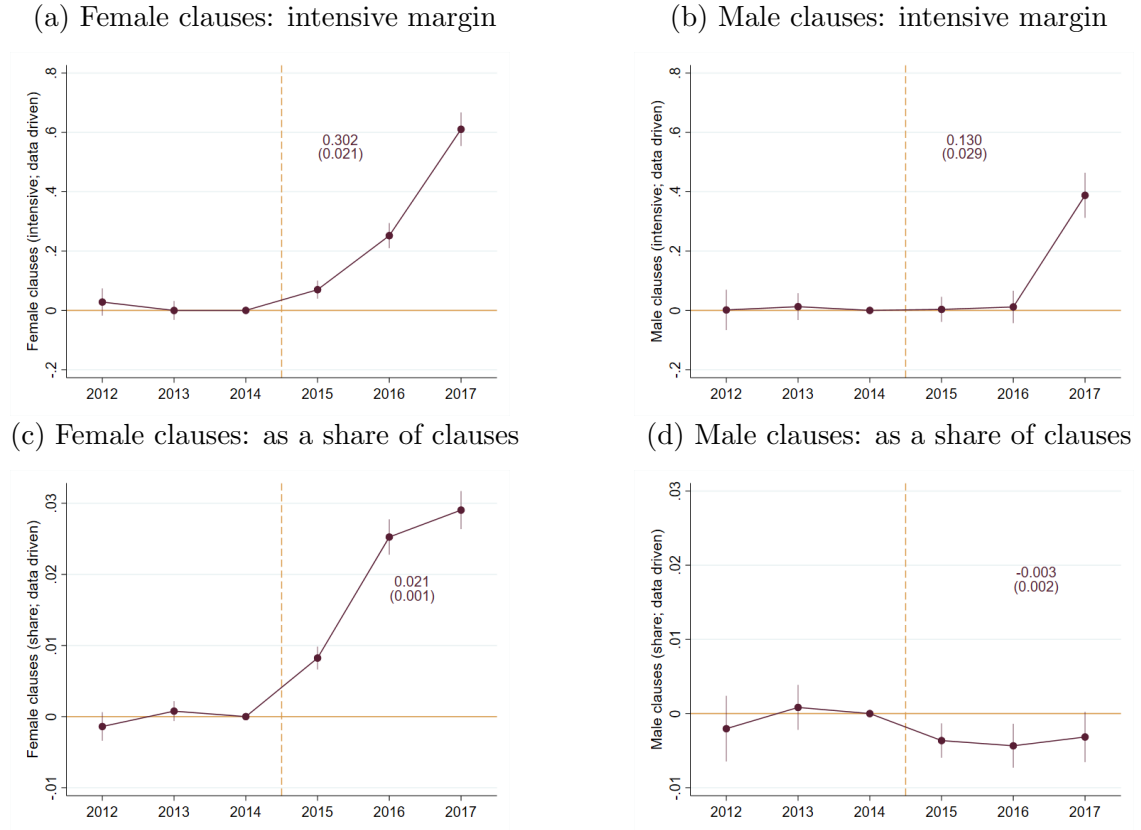 (a) Female clauses: intensive margin
Female clauses (intensive; data driven)
.8
.6
.4
.2
0
-.2
0.302
(0.021)
2012 2013 2014 2015 2016 2017
(b) Male clauses: intensive margin
Male clauses (intensive; data driven)
.8
.6
.4
.2
0
-.2
0.130
(0.029)
2012 2013 2014 2015 2016 2017
(c) Female clauses: as a share of clauses
Female clauses (share; data driven)
.03
.02
.01
0
-.01
0.021
(0.001)
2012 2013 2014 2015 2016 2017
(d) Male clauses: as a share of clauses
Male clauses (share; data driven)
.03
.02
.01
0
-.01
-0.003
(0.002)
2012 2013 2014 2015 2016 2017